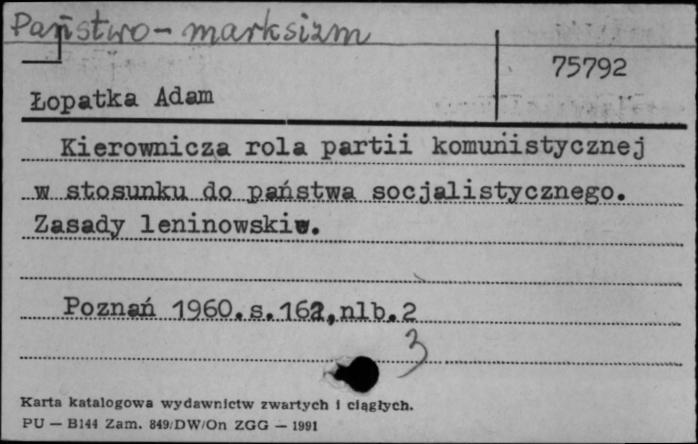 Państwo - marksizm
75792
Łopatka Adam
Kierownicza rola partii komunistycznej
w stosunku do państwa socjalistycznego.
Zasady leninowskie.
Poznań 1960.s.162,nlb.2
3
Karta katalogowa wydawnictw zwartych i ciągłych.
PU — B144 Zam. 849/DW/On ZGG — 1991